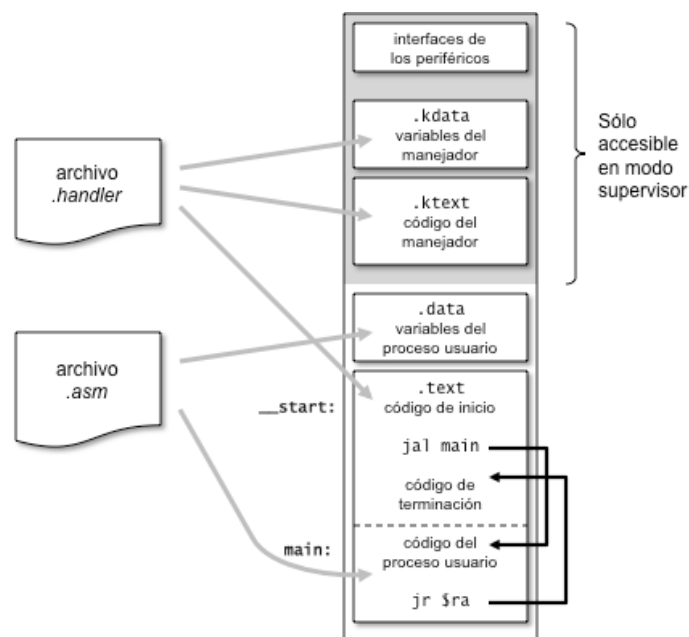 interfaces de
los periféricos
.kdata
variables del
manejador
Sólo
accesible
en modo
supervisor
archivo
.handler
.ktext
código del
manejador
.data
variables del
proceso usuario
archivo
.asm
.text
__start:
código de inicio
jal main
código de
terminación
main:
código del
proceso usuario
jr $ra